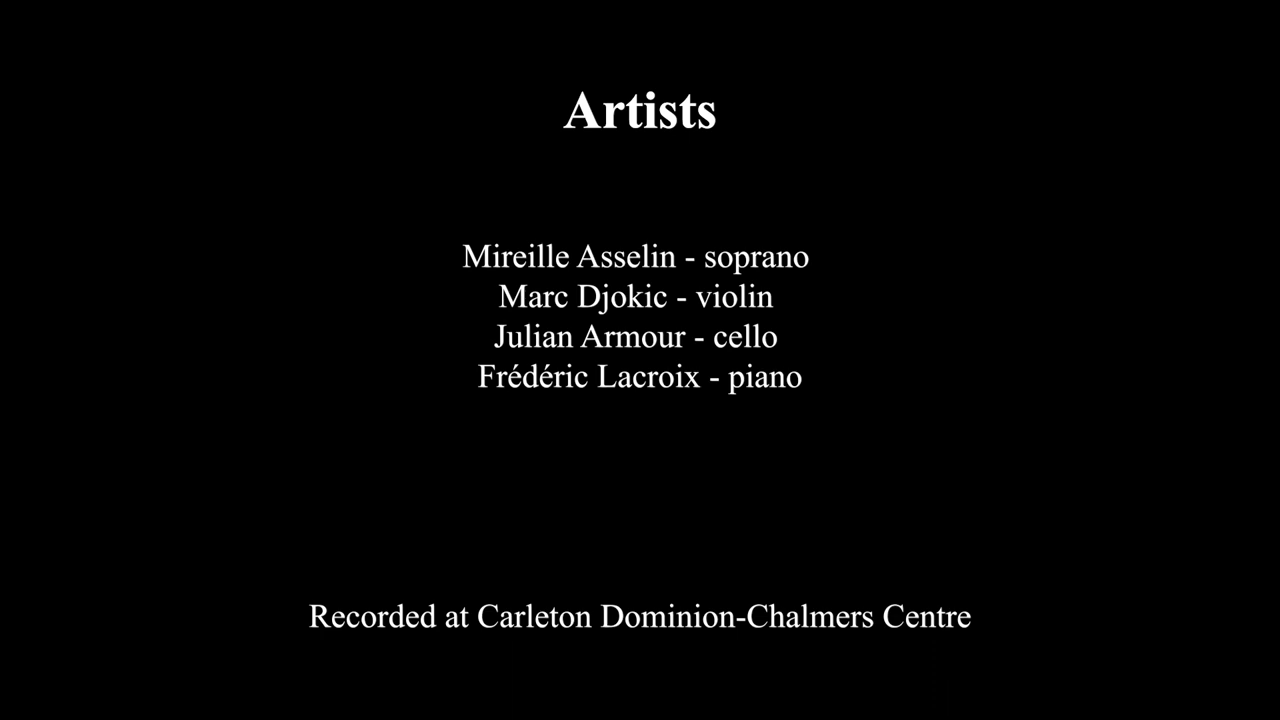 Artists
Mireille Asselin - soprano
Marc Djokic - violin
Julian Armour - cello
Frédéric Lacroix - piano
Recorded at Carleton Dominion-Chalmers Centre